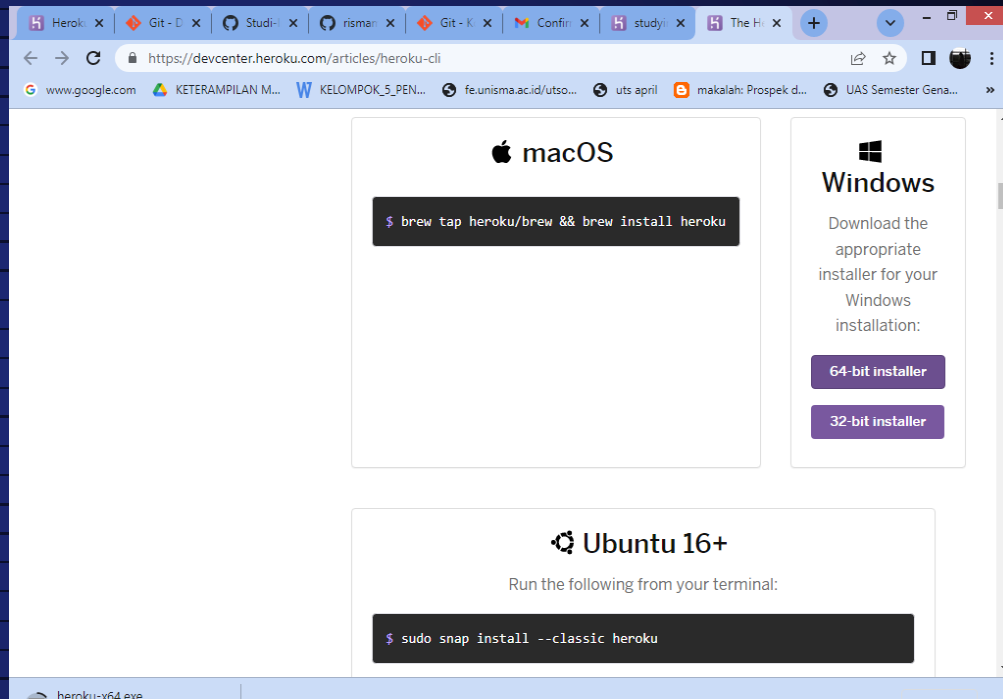 Heroku
Git - D
Studi-
risman
Git - K
Confirm
studyi
The H
https://devcenter.heroku.com/articles/heroku-cli
www.google.com
KETERAMPILAN M...
KELOMPOK_5_PEN...
fe.unisma.ac.id/utso...
uts april
makalah: Prospek d...
UAS Semester Gena...
»
macOS
$ brew tap heroku/brew && brew install heroku
Windows
Download the
appropriate
installer for your
Windows
installation:
64-bit installer
32-bit installer
Ubuntu 16+
Run the following from your terminal:
$ sudo snap install --classic heroku
heroku-x64.exe